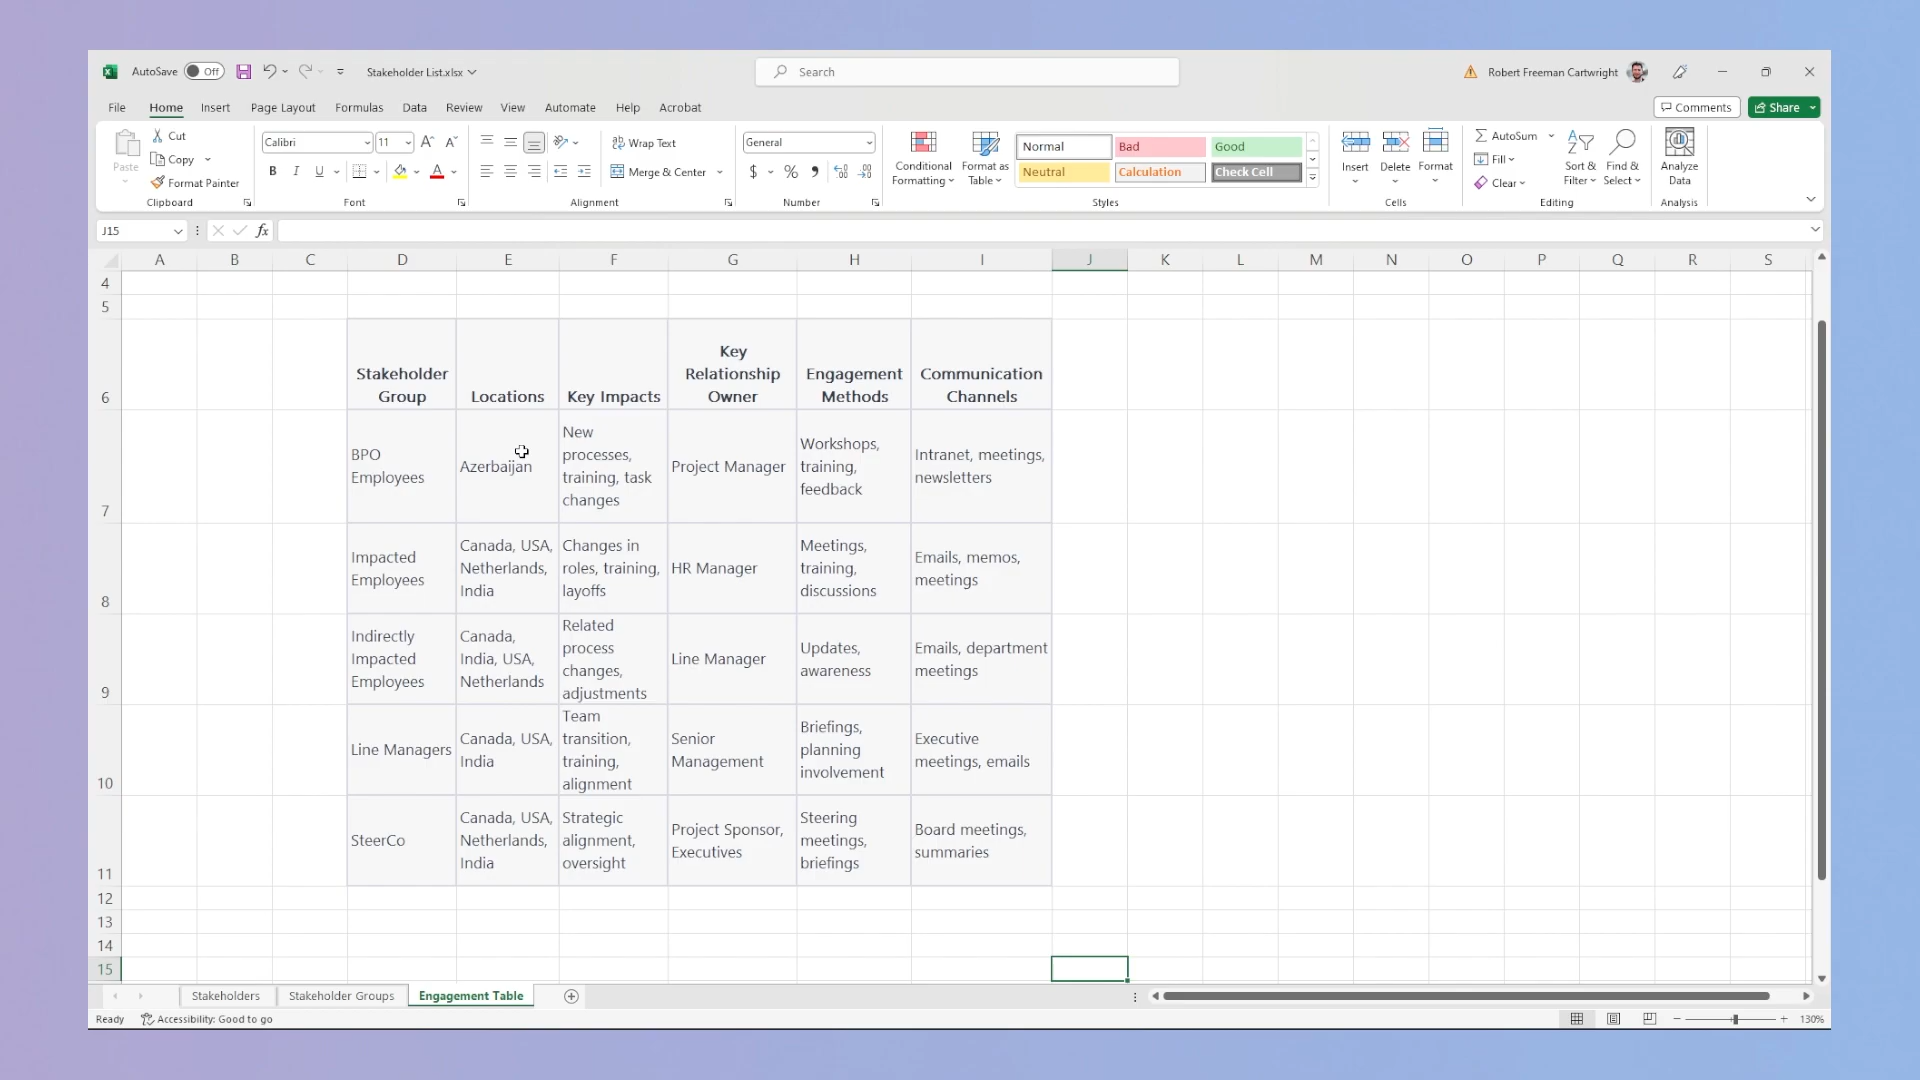 AutoSave Off Stakeholder List.xlsx Search Robert Freeman Cartwright
File Home Insert Page Layout Formulas Data Review View Automate Help Acrobat Comments Share
Paste
Cut
Copy
Format Painter
Clipboard
Calibri 11
B I U A
Font
Wrap Text
Merge & Center
Alignment
General
$ % ,
Number
Conditional
Formatting
Format as
Table
Normal Bad Good
Neutral Calculation Check Cell
Styles
Insert Delete Format
Cells
AutoSum
Fill
Clear
Sort &
Filter
Find &
Select
Editing
Analyze
Data
Analysis
J15 fx
A B C D E F G H I J K L M N O P Q R S
4
5
6
Stakeholder
Group
Locations
Key Impacts
Key
Relationship
Owner
Engagement
Methods
Communication
Channels
7
BPO
Employees
Azerbaijan
New
processes,
training, task
changes
Project Manager
Workshops,
training,
feedback
Intranet, meetings,
newsletters
8
Impacted
Employees
Canada, USA,
Netherlands,
India
Changes in
roles, training,
layoffs
HR Manager
Meetings,
training,
discussions
Emails, memos,
meetings
9
Indirectly
Impacted
Employees
Canada,
India, USA,
Netherlands
Related
process
changes,
adjustments
Line Manager
Updates,
awareness
Emails, department
meetings
10
Line Managers
Canada, USA,
India
Team
transition,
training,
alignment
Senior
Management
Briefings,
planning
involvement
Executive
meetings, emails
11
SteerCo
Canada, USA,
Netherlands,
India
Strategic
alignment,
oversight
Project Sponsor,
Executives
Steering
meetings,
briefings
Board meetings,
summaries
12
13
14
15
Stakeholders Stakeholder Groups Engagement Table
Ready Accessibility: Good to go 130%